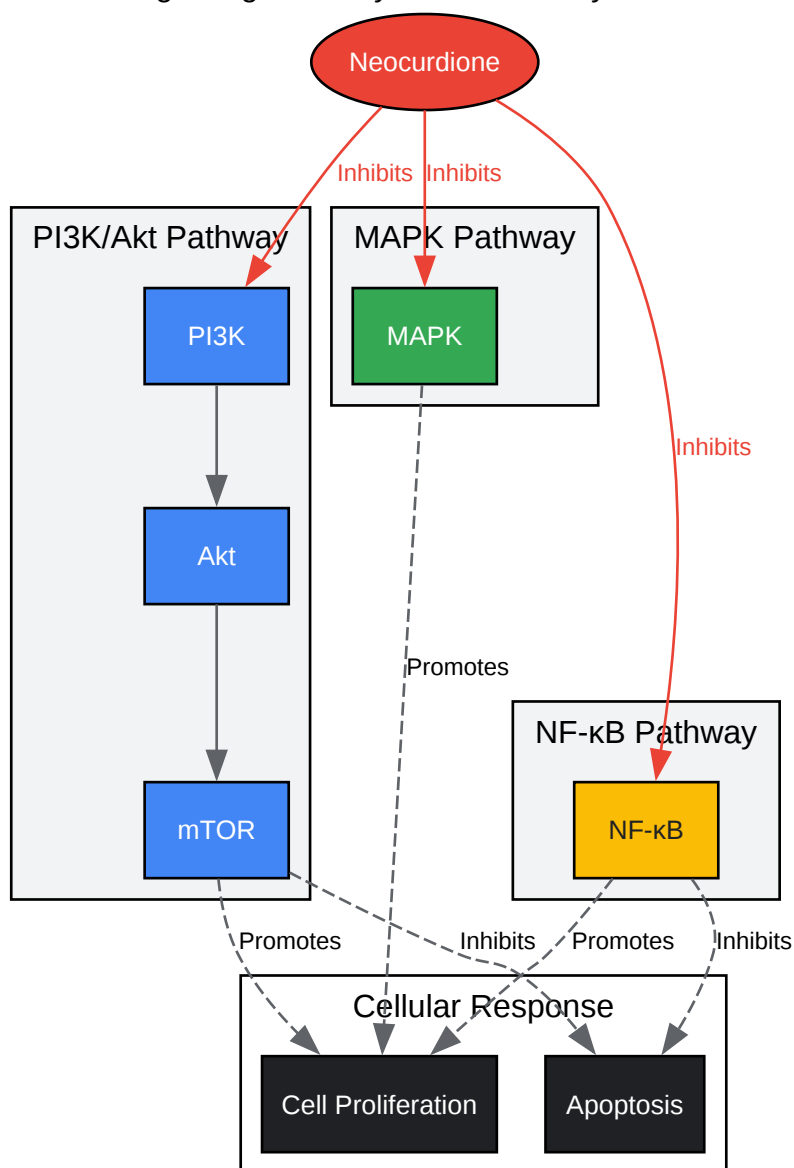 Neocurdione
Inhibits Inhibits
PI3K/Akt Pathway
MAPK Pathway
PI3K
MAPK
Inhibits
Akt
Promotes
NF-κB Pathway
mTOR
NF-κB
Promotes
Inhibits
Promotes
Inhibits
Cellular Response
Cell Proliferation
Apoptosis